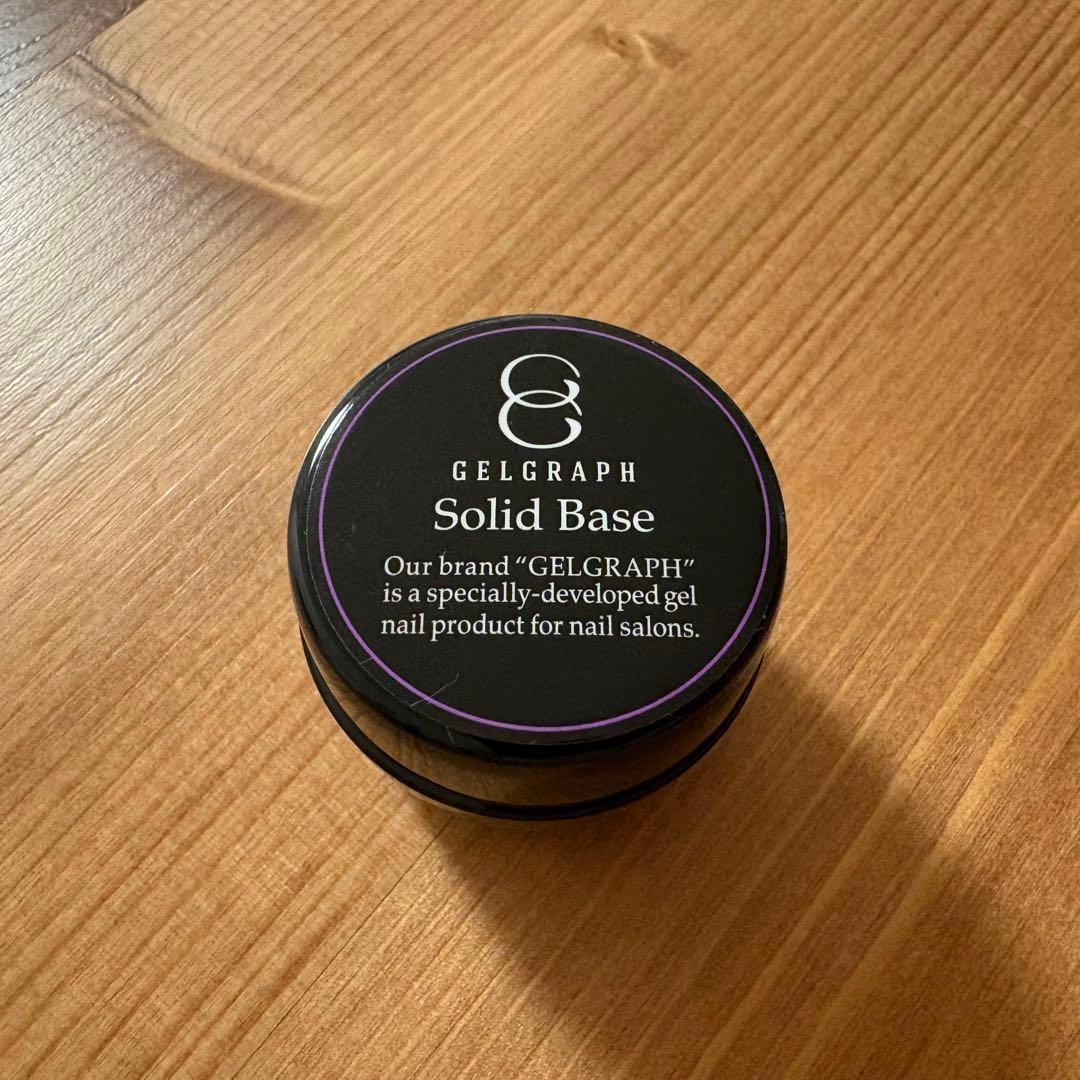 GELGRAPH
Solid Base
Our brand “GELGRAPH”
is a specially-developed gel
nail product for nail salons.